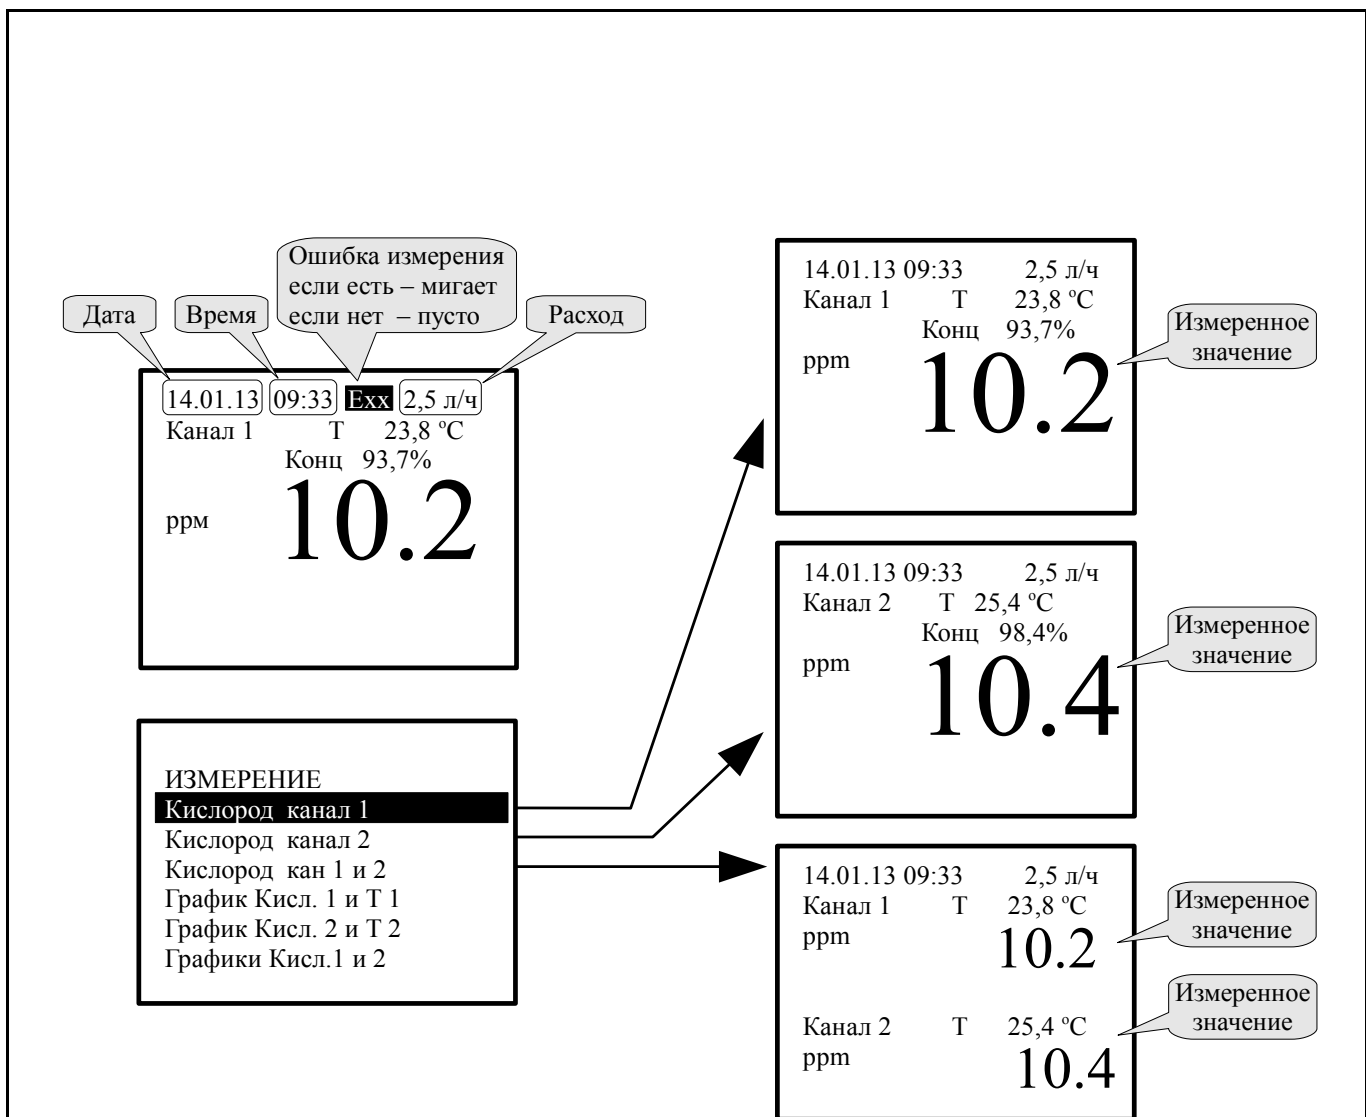 Ошибка измерения
если есть – мигает
если нет – пусто
Дата
Время
Расход
14.01.13 09:33 Exx 2,5 л/ч
Канал 1 Т 23,8 ºС
Конц 93,7%
ррм 10.2
ИЗМЕРЕНИЕ
Кислород канал 1
Кислород канал 2
Кислород кан 1 и 2
График Кисл. 1 и Т 1
График Кисл. 2 и Т 2
Графики Кисл.1 и 2
14.01.13 09:33 2,5 л/ч
Канал 1 Т 23,8 ºС
Конц 93,7%
ppm 10.2
Измеренное
значение
14.01.13 09:33 2,5 л/ч
Канал 2 Т 25,4 ºС
Конц 98,4%
ppm 10.4
Измеренное
значение
14.01.13 09:33 2,5 л/ч
Канал 1 Т 23,8 ºС
ppm 10.2
Измеренное
значение
Канал 2 Т 25,4 ºС
ppm 10.4
Измеренное
значение